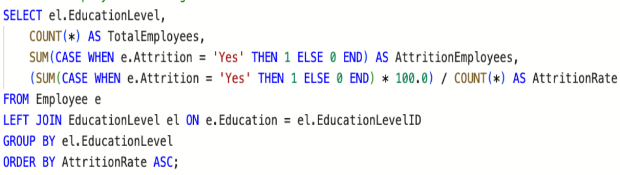 SELECT el.EducationLevel,
    COUNT(*) AS TotalEmployees,
    SUM(CASE WHEN e.Attrition = 'Yes' THEN 1 ELSE 0 END) AS AttritionEmployees,
    (SUM(CASE WHEN e.Attrition = 'Yes' THEN 1 ELSE 0 END) * 100.0) / COUNT(*) AS AttritionRate
FROM Employee e
LEFT JOIN EducationLevel el ON e.Education = el.EducationLevelID
GROUP BY el.EducationLevel
ORDER BY AttritionRate ASC;